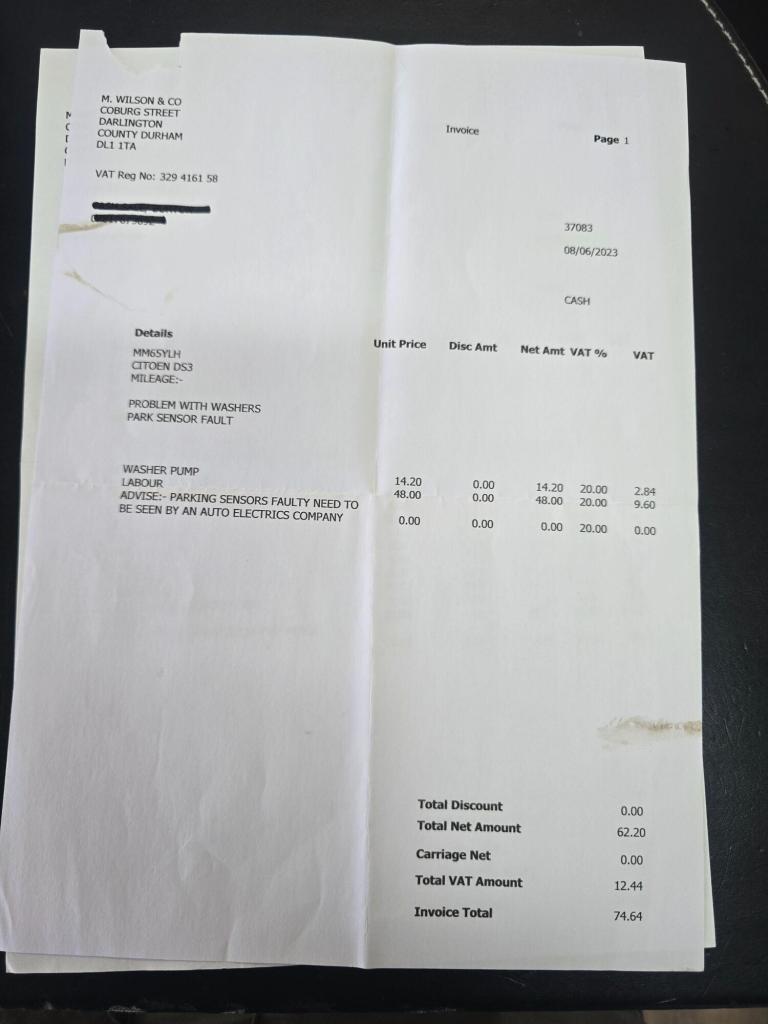 M. WILSON & CO
COBURG STREET
DARLINGTON
COUNTY DURHAM
DL1 1TA
VAT Reg No: 329 4161 58
Invoice
Page 1
37083
08/06/2023
CASH
Details Unit Price Disc Amt Net Amt VAT % VAT
MM65YLH
CITOEN DS3
MILEAGE:-
PROBLEM WITH WASHERS
PARK SENSOR FAULT
WASHER PUMP 14.20 0.00 14.20 20.00 2.84
LABOUR 48.00 0.00 48.00 20.00 9.60
ADVISE:- PARKING SENSORS FAULTY NEED TO
BE SEEN BY AN AUTO ELECTRICS COMPANY 0.00 0.00 0.00 20.00 0.00
Total Discount 0.00
Total Net Amount 62.20
Carriage Net 0.00
Total VAT Amount 12.44
Invoice Total 74.64